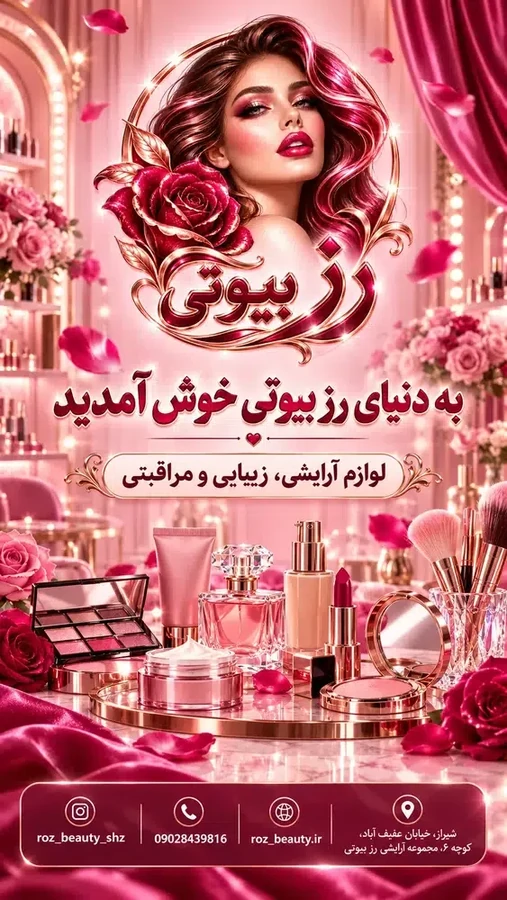 رز بیوتی
به دنیای رز بیوتی خوش آمدید
لوازم آرایشی، زیبایی و مراقبتی
roz_beauty_shz
09028439816
roz_beauty.ir
شیراز، خیابان عفیف آباد،
کوچه ۶، مجموعه آرایشی رز بیوتی